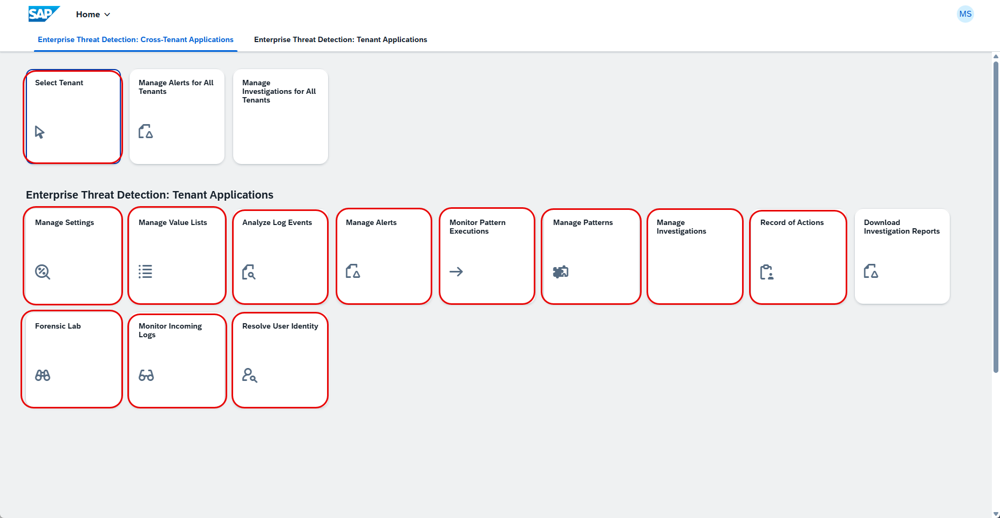 SAP
Home
MS
Enterprise Threat Detection: Cross-Tenant Applications
Enterprise Threat Detection: Tenant Applications
Select Tenant
Manage Alerts for All
Tenants
Manage
Investigations for All
Tenants
Enterprise Threat Detection: Tenant Applications
Manage Settings
Manage Value Lists
Analyze Log Events
Manage Alerts
Monitor Pattern
Executions
Manage Patterns
Manage
Investigations
Record of Actions
Download
Investigation Reports
Forensic Lab
Monitor Incoming
Logs
Resolve User Identity